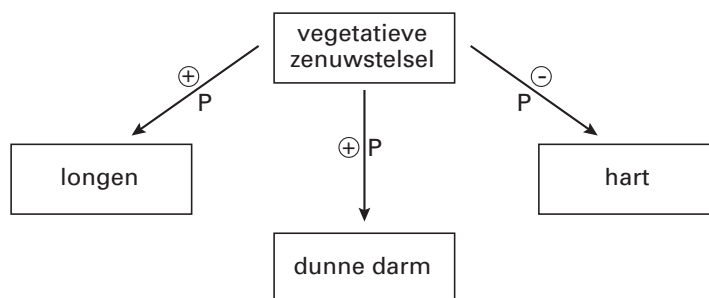 vegetatieve
zenuwstelsel
+
P
−
P
+ P
longen
hart
dunne darm